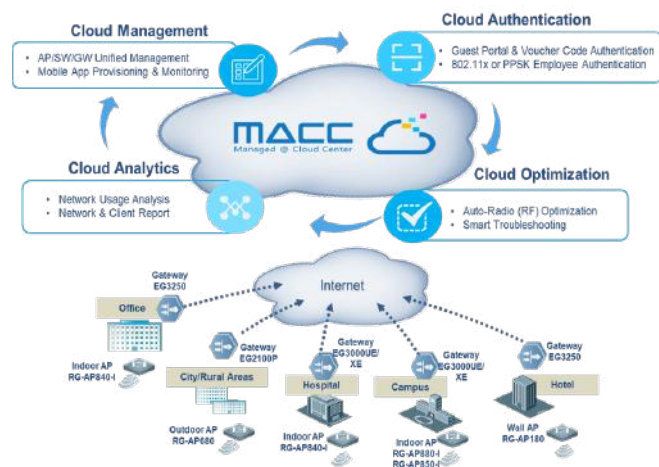 Cloud Management
AP/SW/GW Unified Management
Mobile App Provisioning & Monitoring
Cloud Authentication
Guest Portal & Voucher Code Authentication
802.11x or PPSK Employee Authentication
MACC
Managed @ Cloud Center
Cloud Analytics
Network Usage Analysis
Network & Client Report
Cloud Optimization
Auto-Radio (RF) Optimization
Smart Troubleshooting
Internet
Gateway
EG3250
Office
Indoor AP
RG-AP840-I
Gateway
EG2100P
City/Rural Areas
Outdoor AP
RG-AP680
Gateway
EG3000UE/
XE
Hospital
Indoor AP
RG-AP840-I
Gateway
EG3000UE/
XE
Campus
Indoor AP
RG-AP880-I
RG-AP850-I
Gateway
EG3250
Hotel
Wall AP
RG-AP180